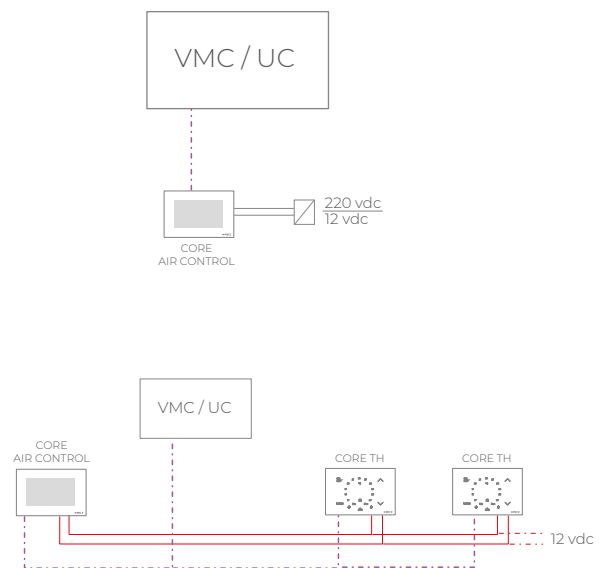 VMC / UC
220 vdc
12 vdc
CORE
AIR CONTROL
VMC / UC
CORE
AIR CONTROL
CORE TH
CORE TH
12 vdc